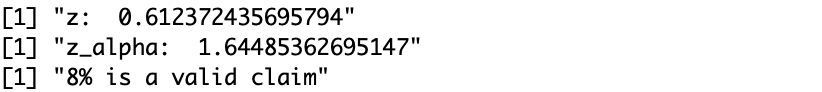 [1] "z:  0.612372435695794"
[1] "z_alpha:  1.64485362695147"
[1] "8% is a valid claim"